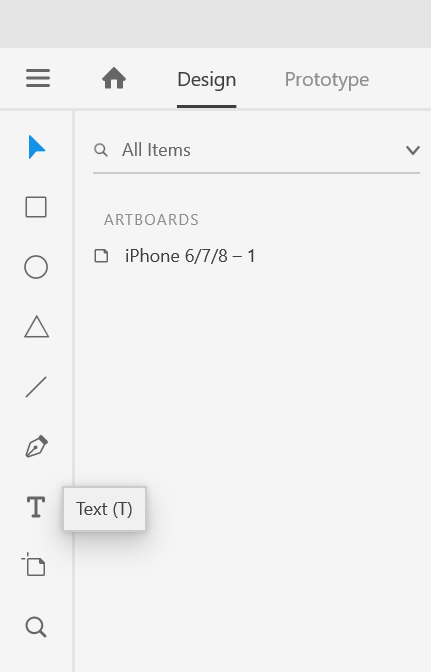 Design
Prototype
All Items
ARTBOARDS
iPhone 6/7/8 – 1
Text (T)